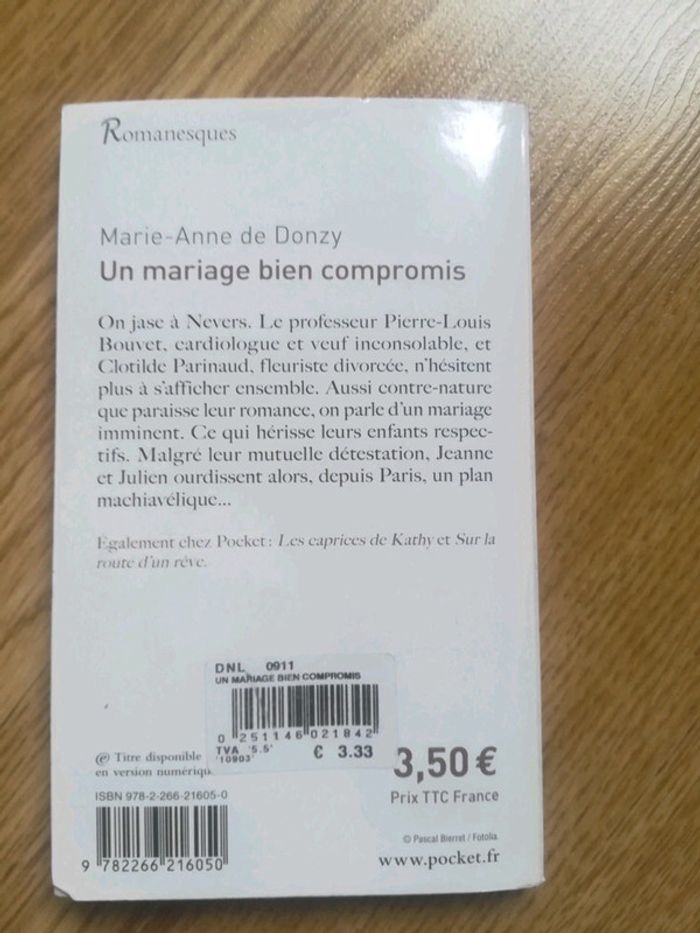 Romanesques
Marie-Anne de Donzy
Un mariage bien compromis
On jase à Nevers. Le professeur Pierre-Louis
Bouvet, cardiologue et veuf inconsolable, et
Clotilde Parinaud, fleuriste divorcée, n'hésitent
plus à s'afficher ensemble. Aussi contre-nature
que paraisse leur romance, on parle d'un mariage
imminent. Ce qui hérisse leurs enfants respec-
tifs. Malgré leur mutuelle détestation, Jeanne
et Julien ourdissent alors, depuis Paris, un plan
machiavélique...
Également chez Pocket : Les caprices de Kathy et Sur la
route d'un rêve.
DNL 0911
UN MARIAGE BIEN COMPROMIS
0 251146 021842
TVA '5.5'
'10903'
€ 3.33
Titre disponible
en version numériqu
3,50 €
Prix TTC France
ISBN 978-2-266-21605-0
9 782266 216050
© Pascal Bierret / Fotolia.
www.pocket.fr